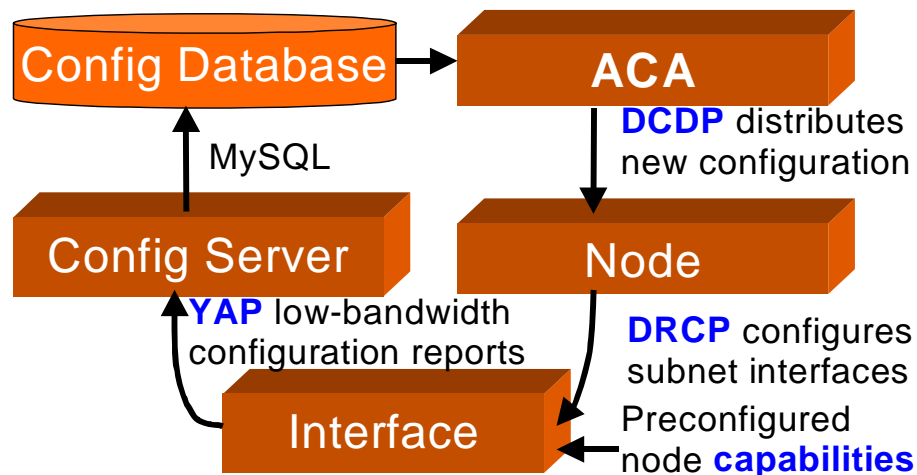 Config Database
ACA
DCDP distributes
new configuration
MySQL
Config Server
Node
YAP low-bandwidth
configuration reports
DRCP configures
subnet interfaces
Interface
Preconfigured
node capabilities